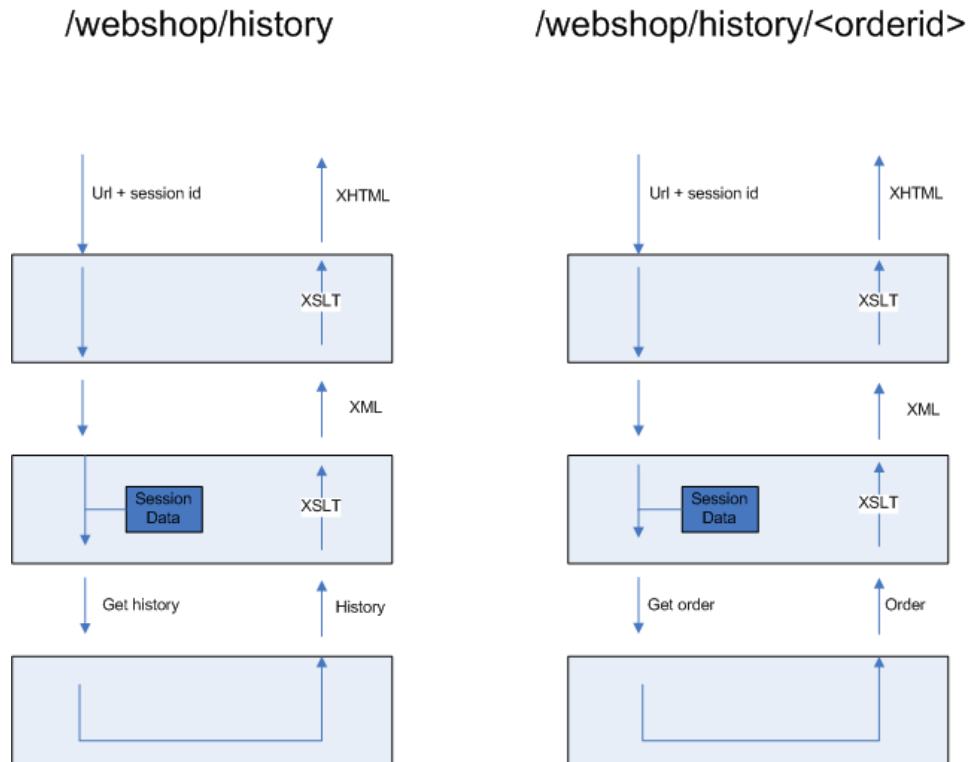 /webshop/history
/webshop/history/<orderid>
Url + session id
XHTML
Url + session id
XHTML
XSLT
XSLT
XML
XML
Session
Data
XSLT
Session
Data
XSLT
Get history
History
Get order
Order